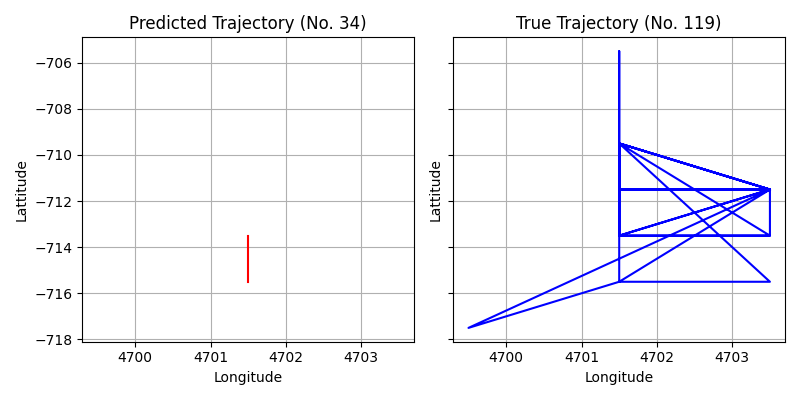 Predicted Trajectory (No. 34)
−706
−708
−710
−712
−714
−716
−718
Lattitude
4700
4701
4702
4703
Longitude
True Trajectory (No. 119)
Lattitude
4700
4701
4702
4703
Longitude